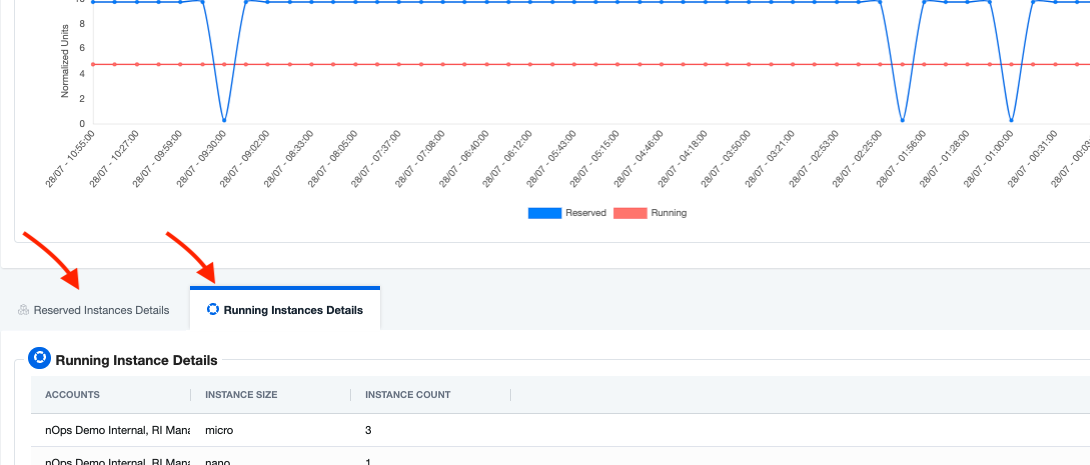 10
8
6
4
2
0
Normalized Units
28/07 - 10:55:00
28/07 - 10:27:00
28/07 - 09:59:00
28/07 - 09:30:00
28/07 - 09:02:00
28/07 - 08:33:00
28/07 - 08:05:00
28/07 - 07:37:00
28/07 - 07:08:00
28/07 - 06:40:00
28/07 - 06:12:00
28/07 - 05:43:00
28/07 - 05:15:00
28/07 - 04:46:00
28/07 - 04:18:00
28/07 - 03:50:00
28/07 - 03:21:00
28/07 - 02:53:00
28/07 - 02:25:00
28/07 - 01:56:00
28/07 - 01:28:00
28/07 - 01:00:00
28/07 - 00:31:00
28/07 - 00:03
Reserved Running
Reserved Instances Details Running Instances Details
Running Instance Details
ACCOUNTS INSTANCE SIZE INSTANCE COUNT
nOps Demo Internal, RI Mana micro 3
nOps Demo Internal, RI Mana nano 1